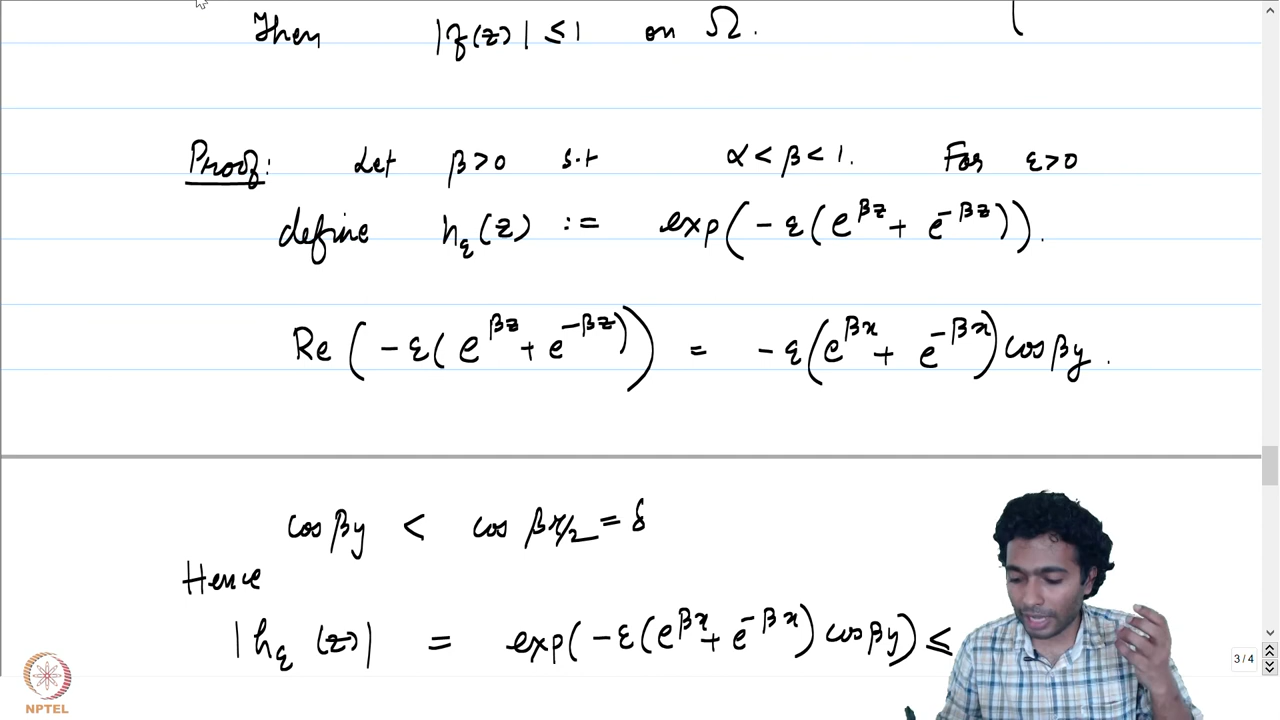 Then |f(z)| ≤ 1 on Ω.
Proof: Let β>0 s.t α < β < 1. For ε>0
define h_ε(z) := exp(-ε(e^{βz} + e^{-βz})).
Re(-ε(e^{βz} + e^{-βz})) = -ε(e^{βx} + e^{-βx}) cos βy.
cos βy < cos βπ/2 = δ
Hence
|h_ε(z)| = exp(-ε(e^{βx} + e^{-βx}) cos βy) ≤
3 / 4
NPTEL